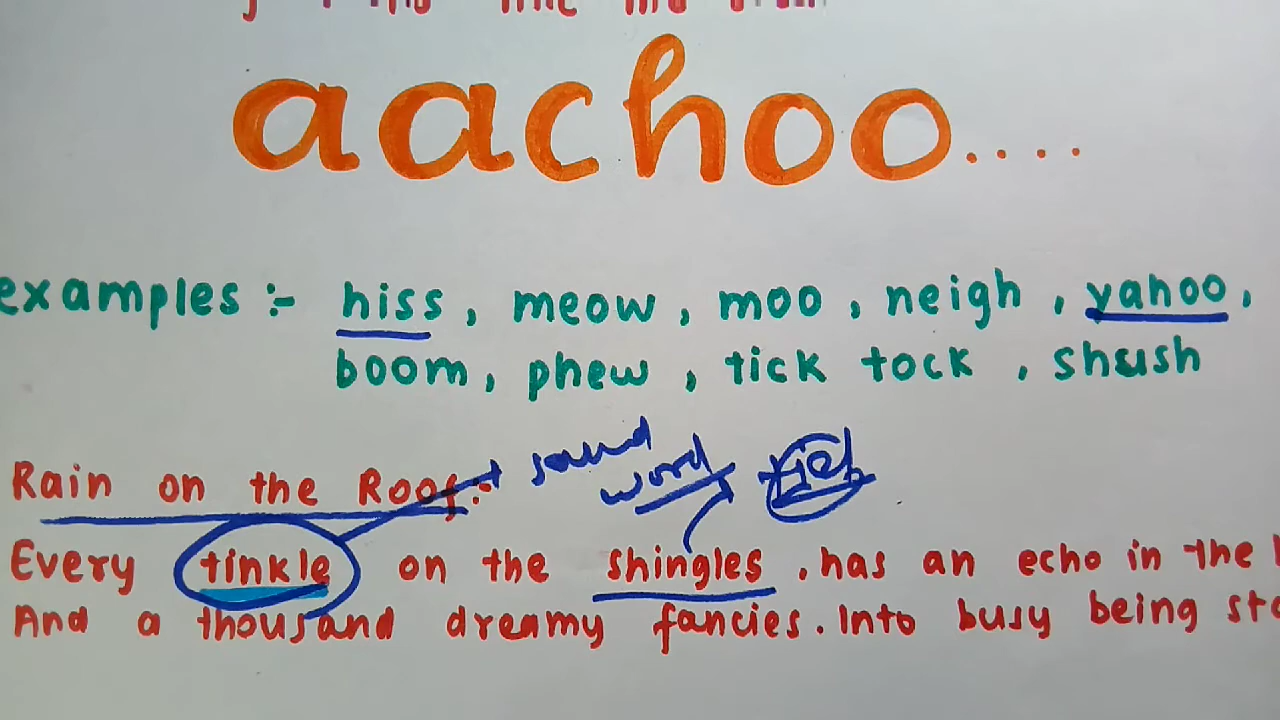 aachoo....
examples :- hiss, meow, moo, neigh, yahoo,
boom, phew, tick tock, shush
Rain on the Roof:- sound
word
Every tinkle on the shingles. has an echo in the
And a thousand dreamy fancies. Into busy being